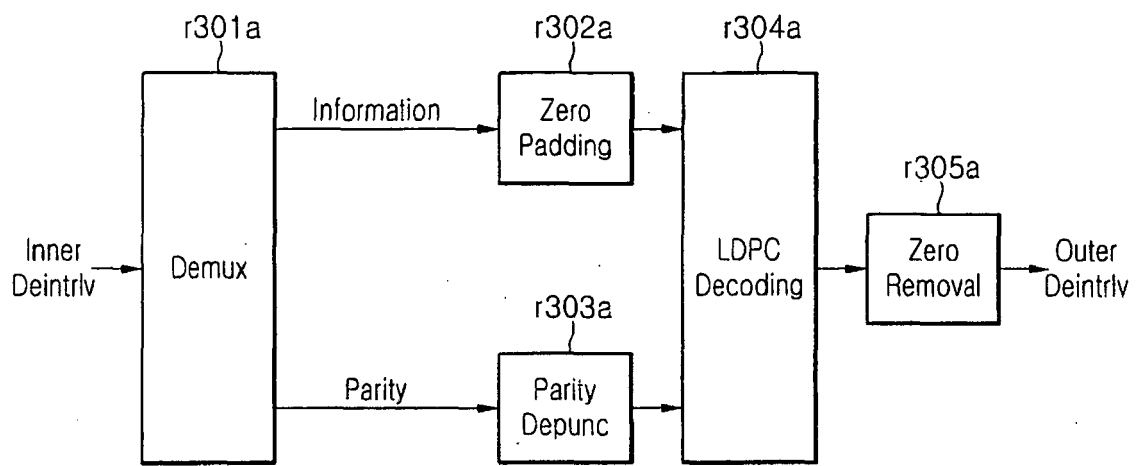 r301a
r302a
r304a
Information
Zero
Padding
r305a
Inner
Deintrlv
Demux
LDPC
Decoding
Zero
Removal
Outer
Deintrlv
r303a
Parity
Parity
Depunc